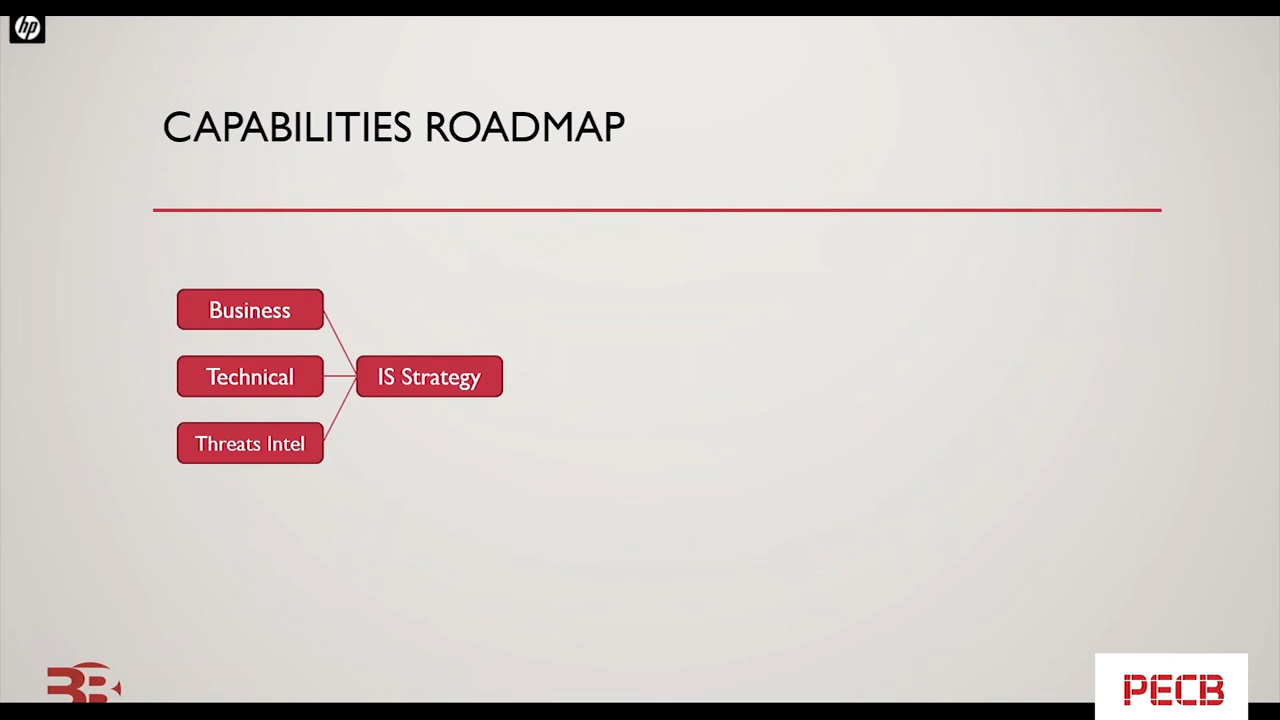 hp
CAPABILITIES ROADMAP
Business
Technical
IS Strategy
Threats Intel
PECB